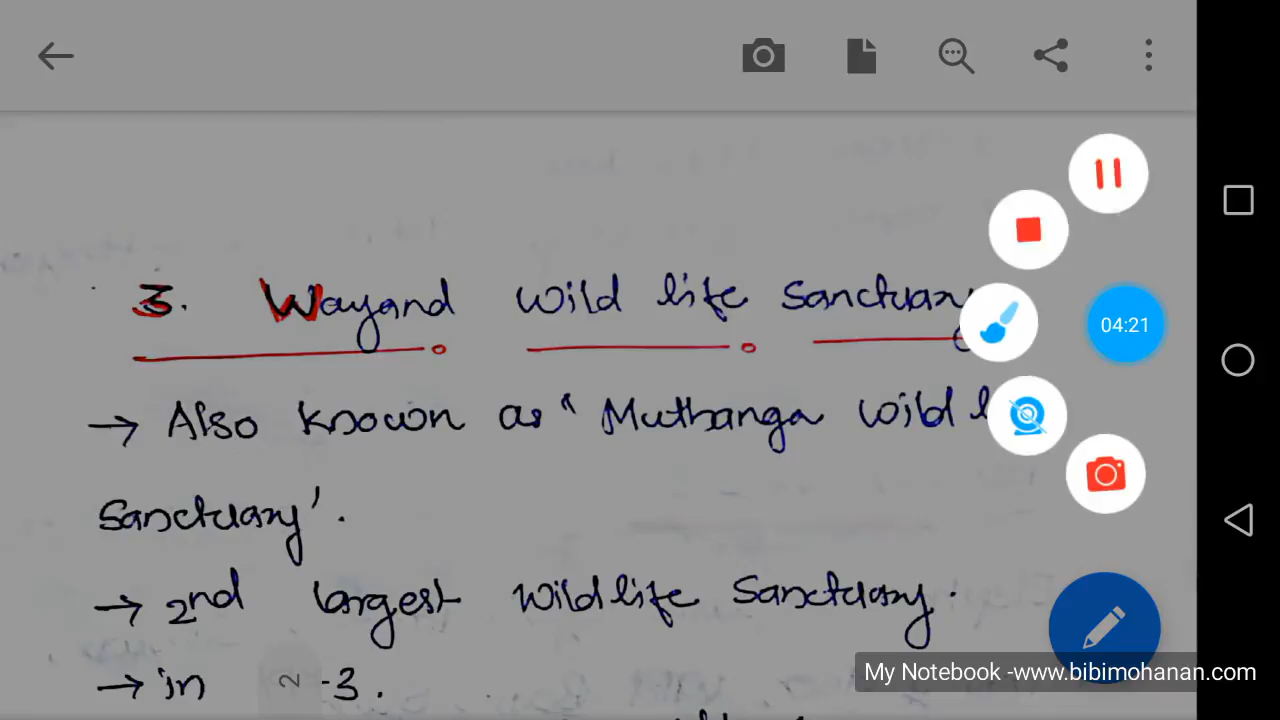 04:21
3. Wayand wild life Sanctuary
→ Also known as "Muthanga wild l
Sanctuary'.
→ 2nd largest wildlife Sanctuary.
→ in -3.
2
My Notebook -www.bibimohanan.com